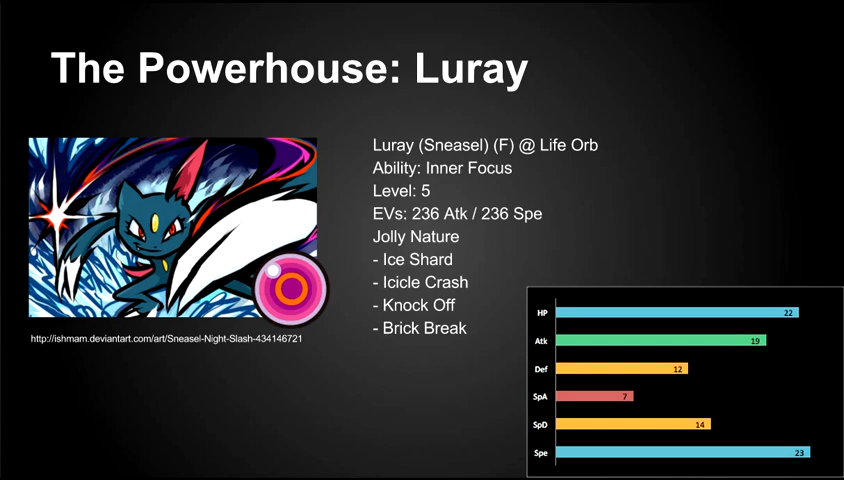 The Powerhouse: Luray
Luray (Sneasel) (F) @ Life Orb
Ability: Inner Focus
Level: 5
EVs: 236 Atk / 236 Spe
Jolly Nature
- Ice Shard
- Icicle Crash
- Knock Off
- Brick Break
http://ishmam.deviantart.com/art/Sneasel-Night-Slash-434146721
HP 22
Atk 19
Def 12
SpA 7
SpD 14
Spe 23